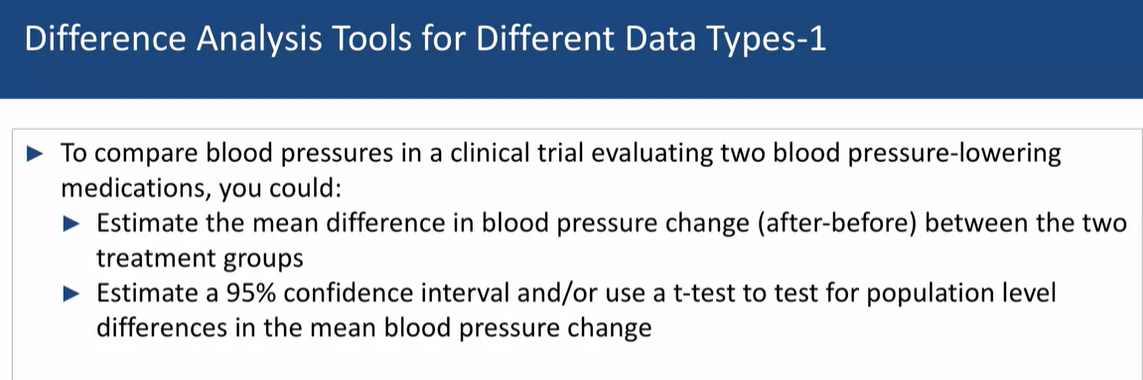 Difference Analysis Tools for Different Data Types-1
► To compare blood pressures in a clinical trial evaluating two blood pressure-lowering
medications, you could:
► Estimate the mean difference in blood pressure change (after-before) between the two
treatment groups
► Estimate a 95% confidence interval and/or use a t-test to test for population level
differences in the mean blood pressure change